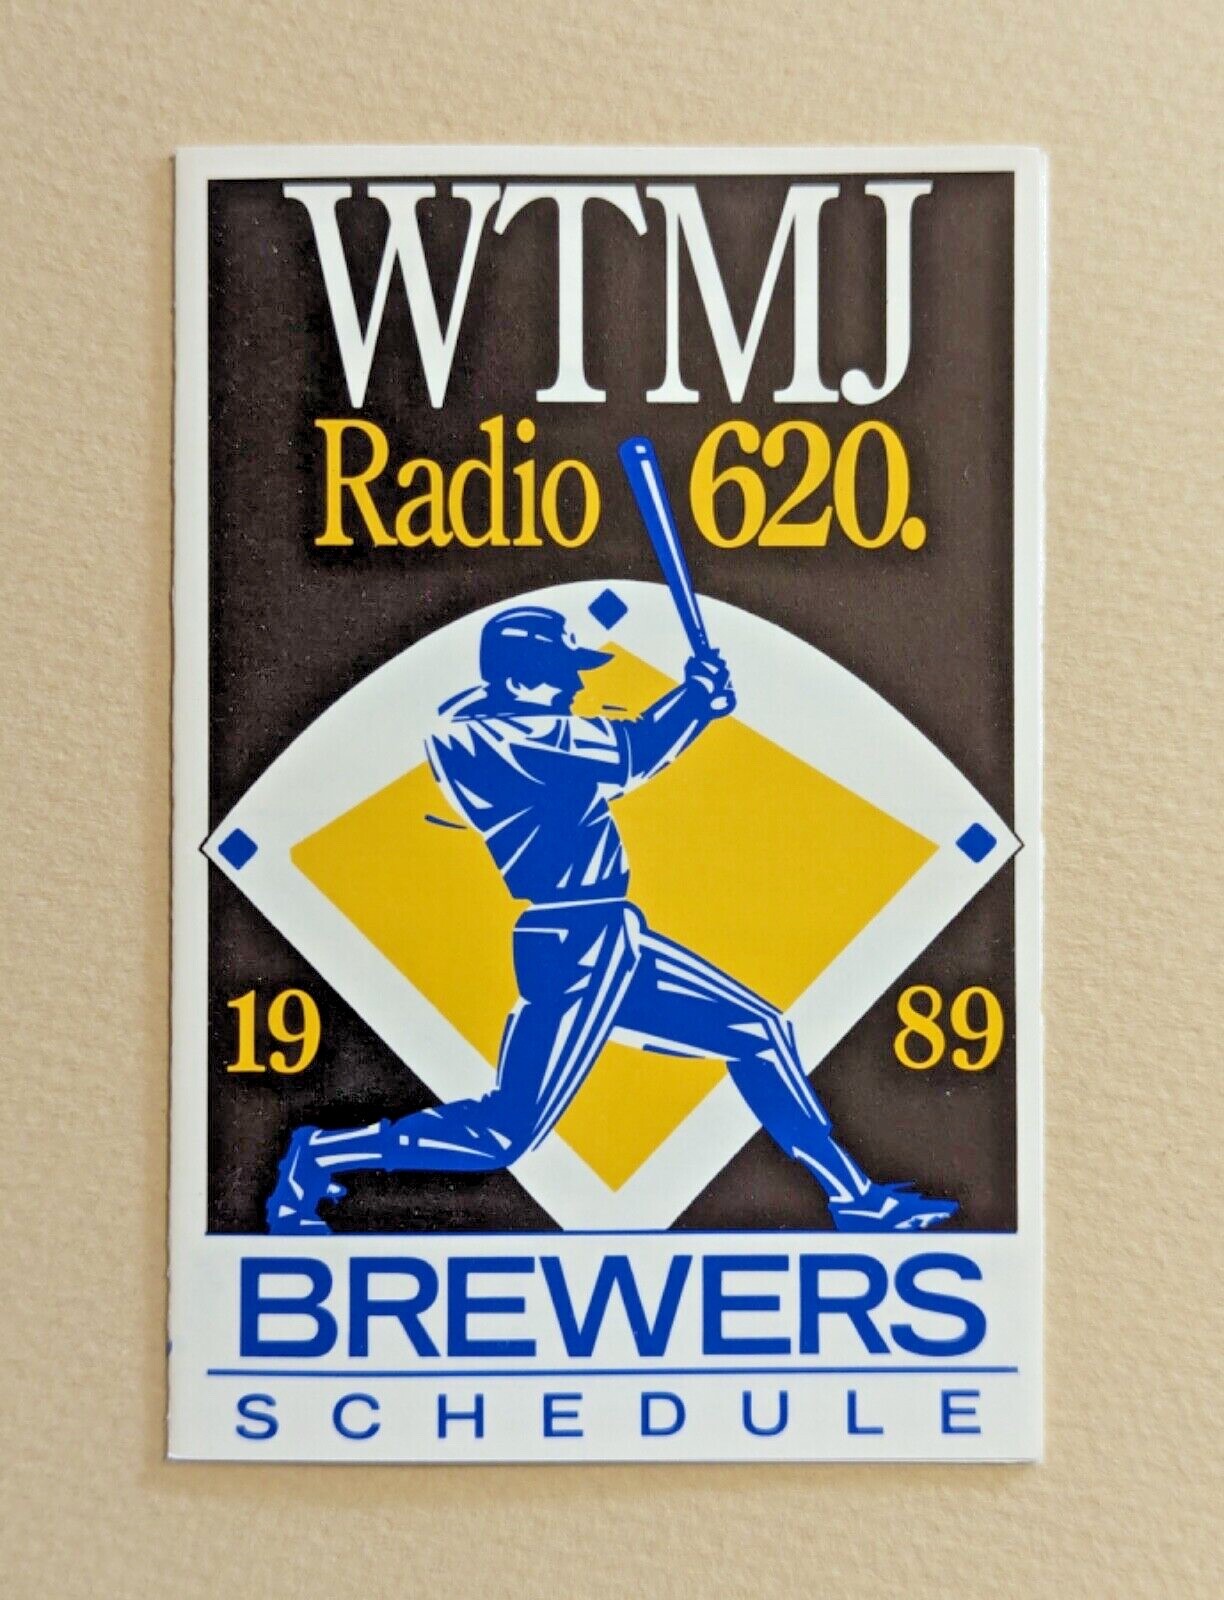 WTMJ
Radio 620.
19 89
BREWERS
SCHEDULE